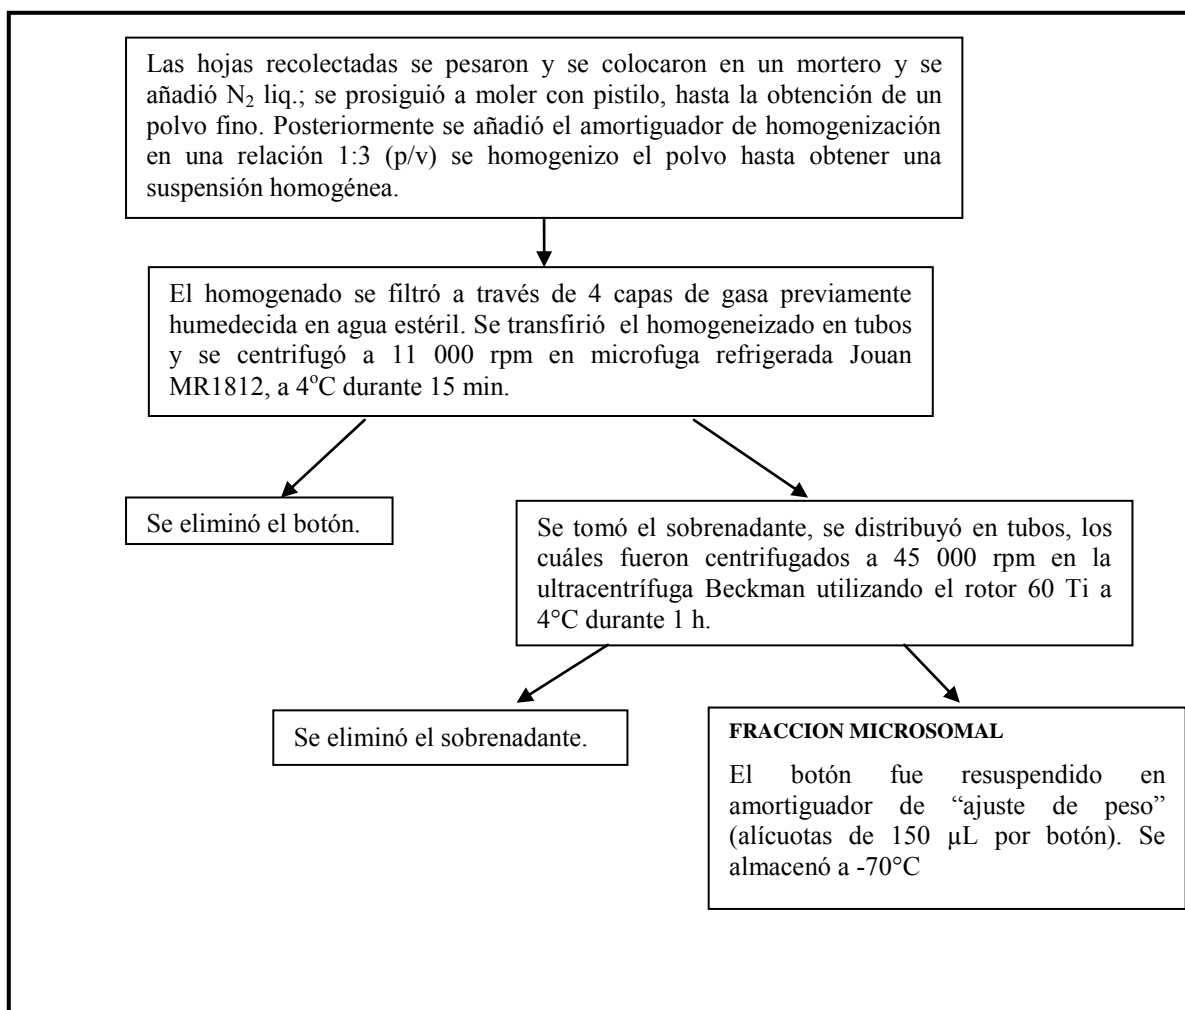 Las hojas recolectadas se pesaron y se colocaron en un mortero y se
añadió N₂ liq.; se prosiguió a moler con pistilo, hasta la obtención de un
polvo fino. Posteriormente se añadió el amortiguador de homogenización
en una relación 1:3 (p/v) se homogenizo el polvo hasta obtener una
suspensión homogénea.
El homogenado se filtró a través de 4 capas de gasa previamente
humedecida en agua estéril. Se transfirió el homogeneizado en tubos
y se centrifugó a 11 000 rpm en microfuga refrigerada Jouan
MR1812, a 4°C durante 15 min.
Se eliminó el botón.
Se tomó el sobrenadante, se distribuyó en tubos, los
cuáles fueron centrifugados a 45 000 rpm en la
ultracentrífuga Beckman utilizando el rotor 60 Ti a
4°C durante 1 h.
Se eliminó el sobrenadante.
FRACCION MICROSOMAL
El botón fue resuspendido en
amortiguador de “ajuste de peso”
(alícuotas de 150 µL por botón). Se
almacenó a -70°C